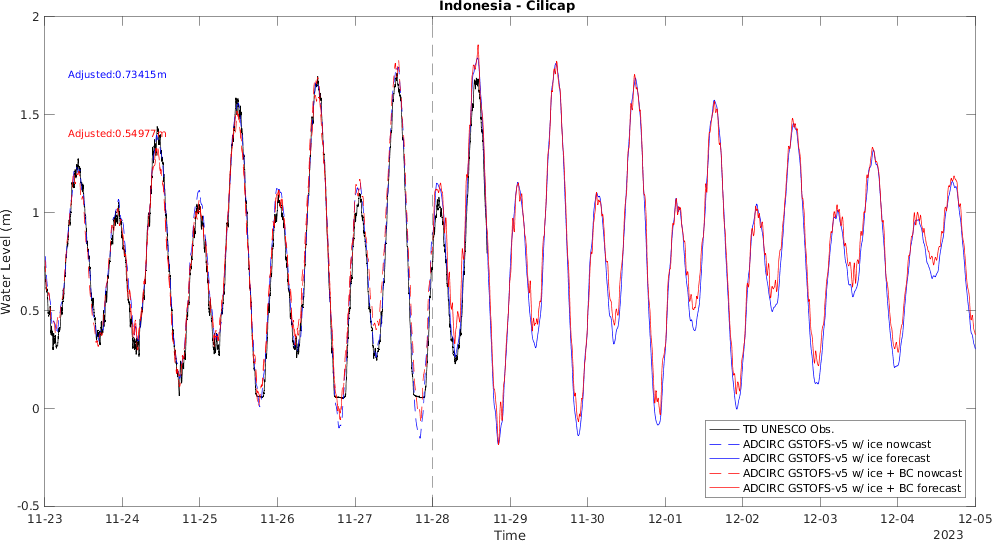 Indonesia - Cilicap
2
1.5
1
0.5
0
-0.5
Water Level (m)
Adjusted:0.73415m
Adjusted:0.54977m
TD UNESCO Obs.
ADCIRC GSTOFS-v5 w/ ice nowcast
ADCIRC GSTOFS-v5 w/ ice forecast
ADCIRC GSTOFS-v5 w/ ice + BC nowcast
ADCIRC GSTOFS-v5 w/ ice + BC forecast
11-23 11-24 11-25 11-26 11-27 11-28 11-29 11-30 12-01 12-02 12-03 12-04 12-05
Time
2023